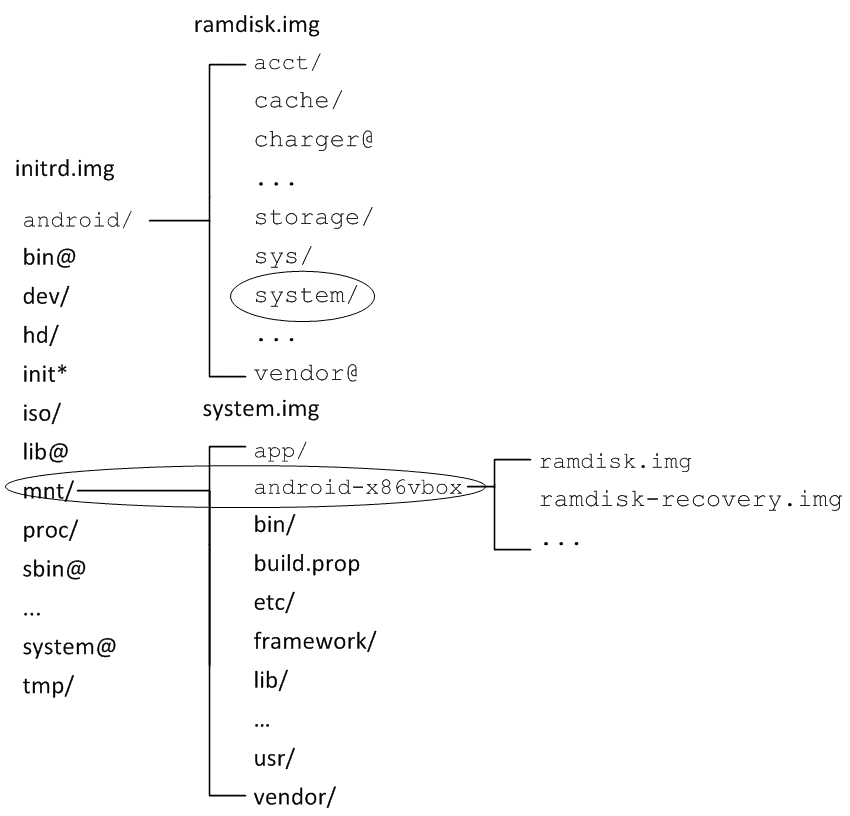 ramdisk.img
acct/
cache/
charger@
...
storage/
sys/
system/
...
vendor@
initrd.img
android/
bin@
dev/
hd/
init*
iso/
lib@
mnt/
proc/
sbin@
...
system@
tmp/
system.img
app/
android-x86vbox
bin/
build.prop
etc/
framework/
lib/
...
usr/
vendor/
ramdisk.img
ramdisk-recovery.img
...